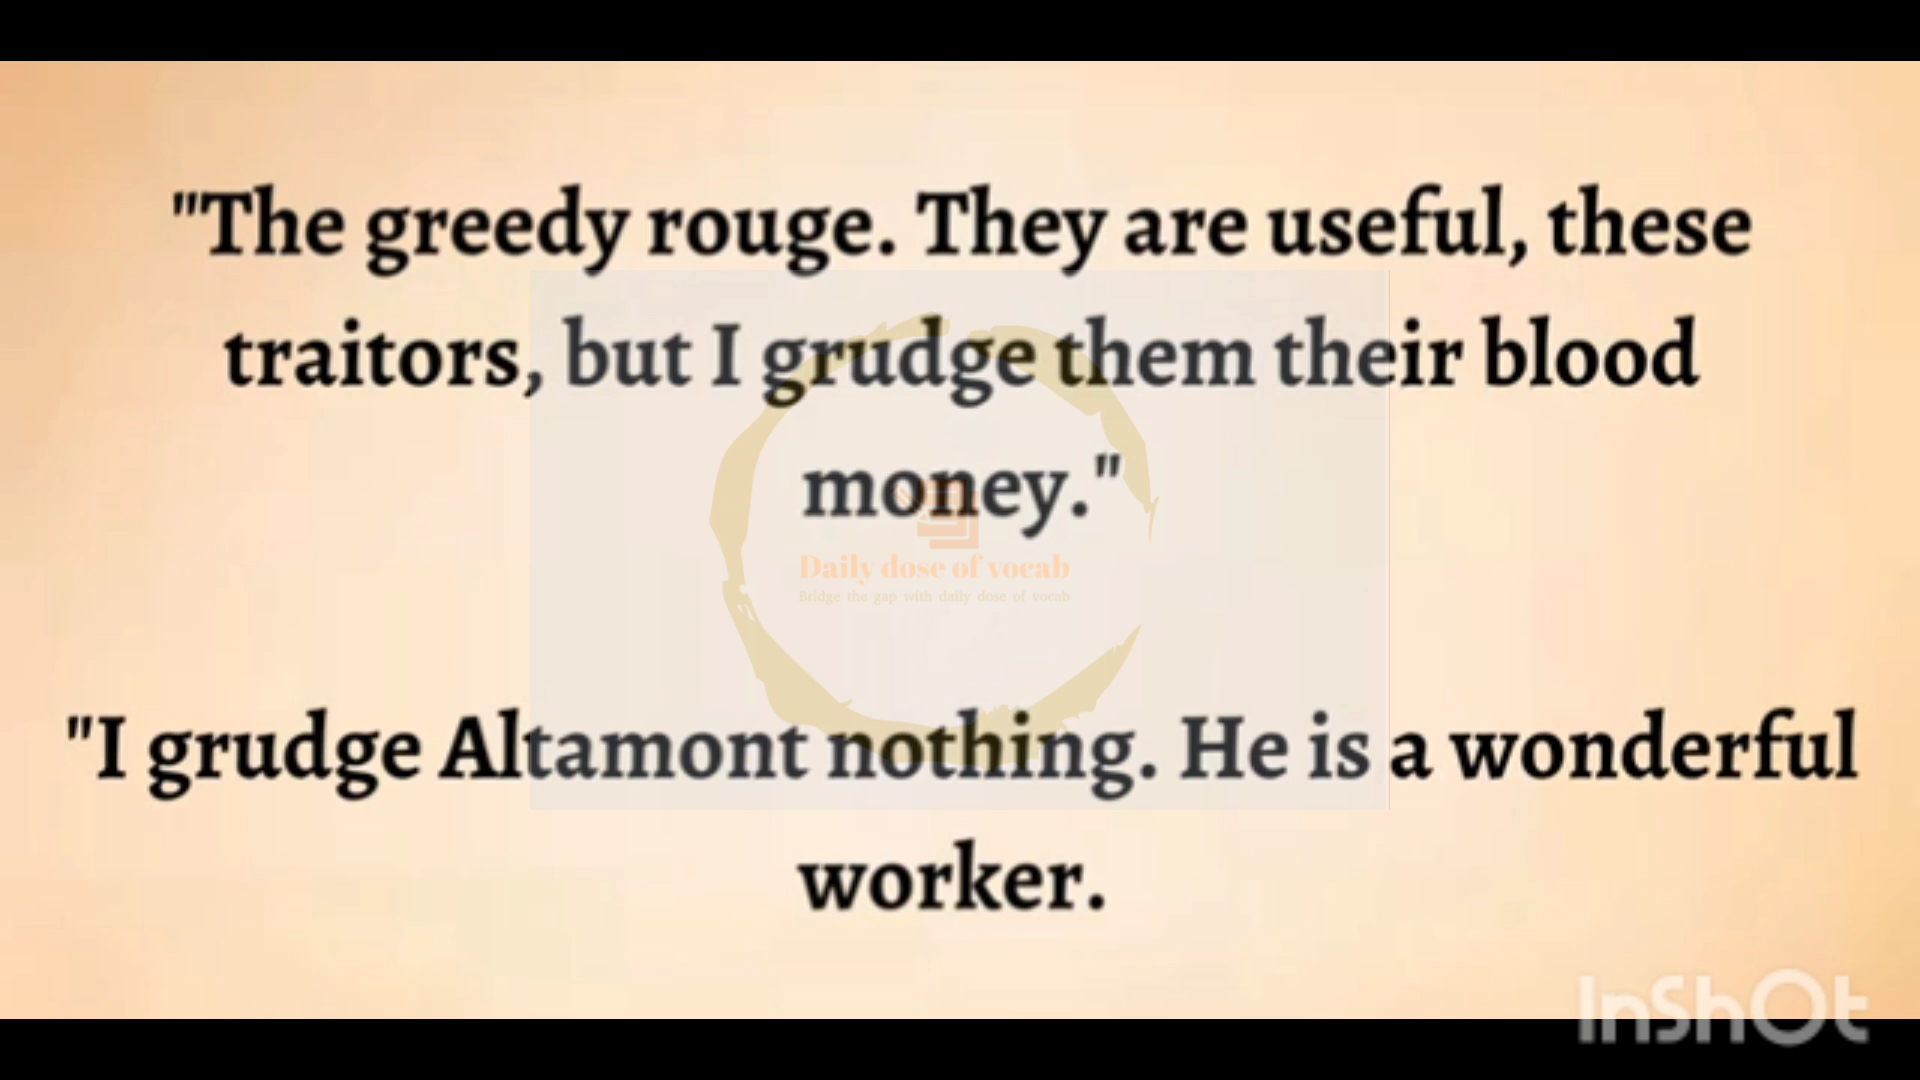 "The greedy rouge. They are useful, these
traitors, but I grudge them their blood
money."
Daily dose of vocab
Bridge the gap with daily dose of vocab
"I grudge Altamont nothing. He is a wonderful
worker.
InShOt